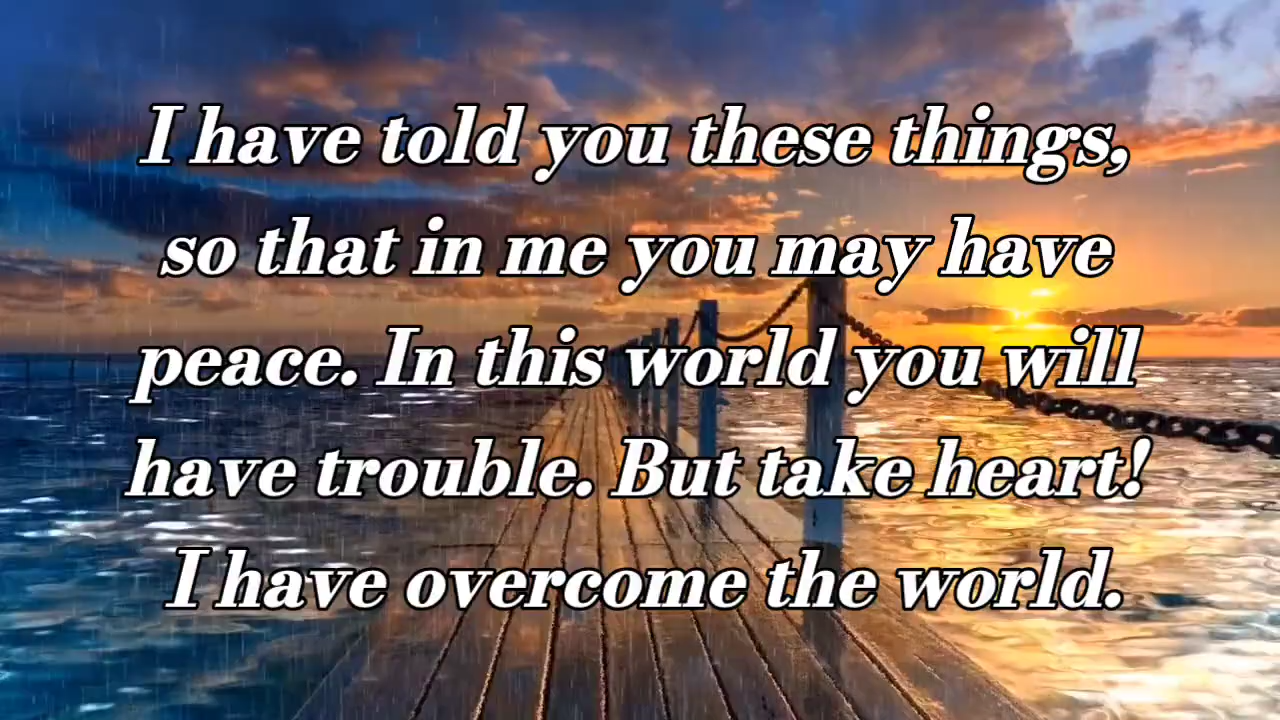 I have told you these things,
so that in me you may have
peace. In this world you will
have trouble. But take heart!
I have overcome the world.